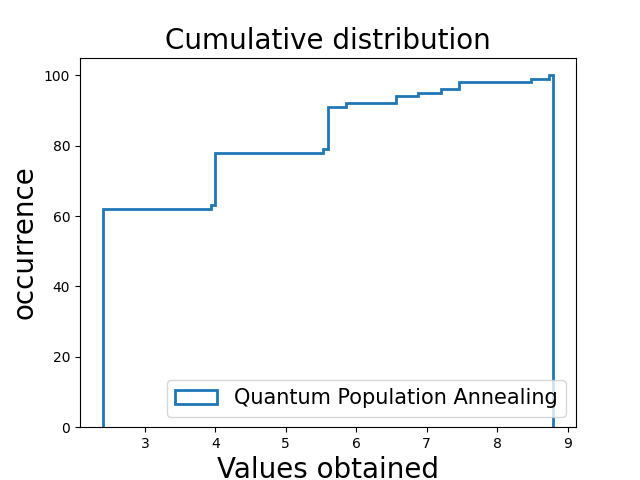 Cumulative distribution
occurrence
100
80
60
40
20
0
Quantum Population Annealing
3 4 5 6 7 8 9
Values obtained